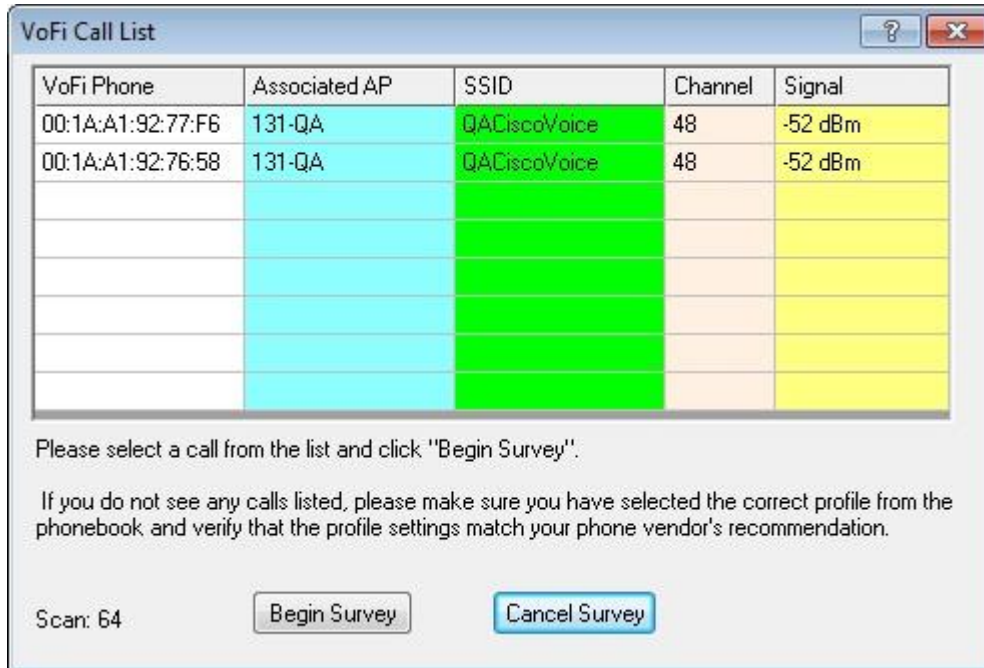 VoFi Call List
VoFi Phone Associated AP SSID Channel Signal
00:1A:A1:92:77:F6 131-QA QACiscoVoice 48 -52 dBm
00:1A:A1:92:76:58 131-QA QACiscoVoice 48 -52 dBm
Please select a call from the list and click "Begin Survey".
If you do not see any calls listed, please make sure you have selected the correct profile from the
phonebook and verify that the profile settings match your phone vendor's recommendation.
Scan: 64 Begin Survey Cancel Survey